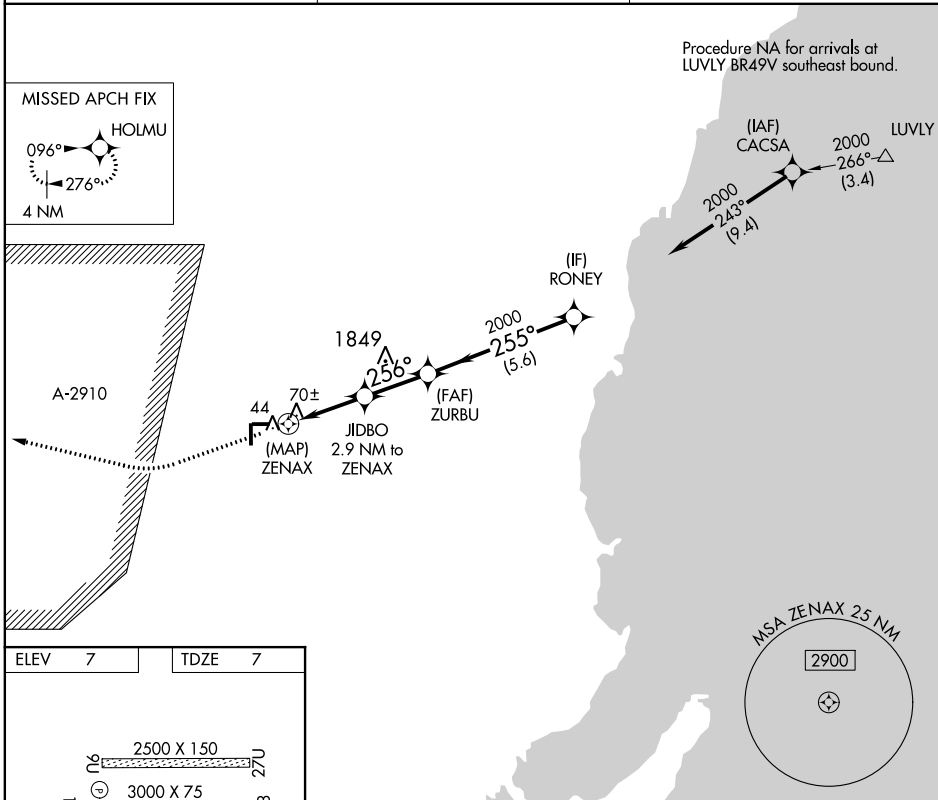 Procedure NA for arrivals at
LUVLY BR49V southeast bound.
MISSED APCH FIX
HOLMU
096°
276°
4 NM
(IAF)
CACSA
LUVLY
2000
266°
(3.4)
2000
243°
(9.4)
(IF)
RONEY
2000
255°
(5.6)
1849
256°
(FAF)
ZURBU
A-2910
44
70±
JIDBO
2.9 NM to
ZENAX
(MAP)
ZENAX
MSA ZENAX 25 NM
2900
ELEV 7
TDZE 7
2500 X 150
9U
27U
P
3000 X 75